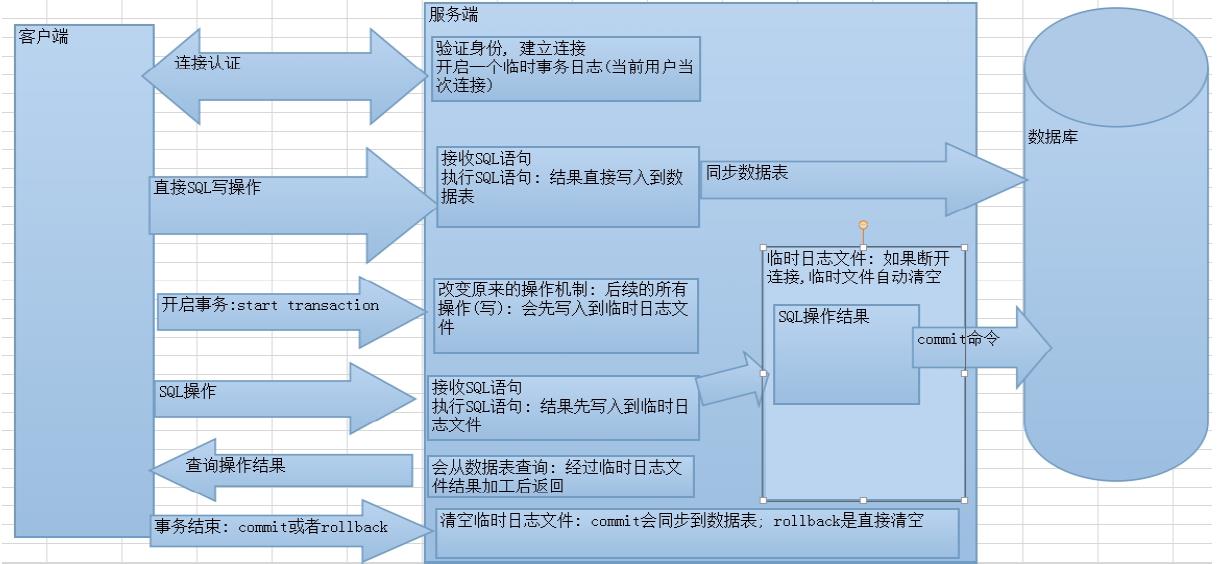 客户端
服务端
连接认证
验证身份, 建立连接
开启一个临时事务日志(当前用户当
次连接)
数据库
直接SQL写操作
接收SQL语句
执行SQL语句: 结果直接写入到数
据表
同步数据表
临时日志文件: 如果断开
连接,临时文件自动清空
开启事务:start transaction
改变原来的操作机制: 后续的所有
操作(写): 会先写入到临时日志文
件
SQL操作结果
commit命令
SQL操作
接收SQL语句
执行SQL语句: 结果先写入到临时日
志文件
查询操作结果
会从数据表查询: 经过临时日志文
件结果加工后返回
事务结束: commit或者rollback
清空临时日志文件: commit会同步到数据表; rollback是直接清空